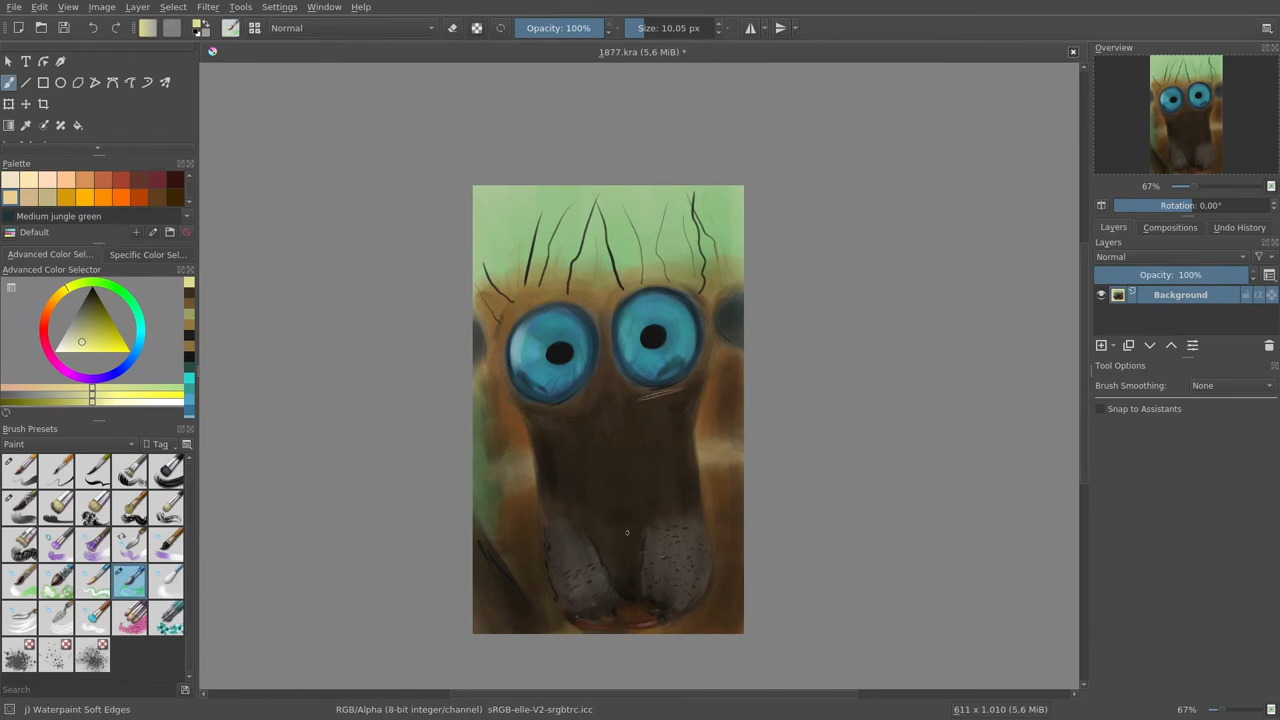 File Edit View Image Layer Select Filter Tools Settings Window Help
Normal Opacity: 100% Size: 10,05 px
1877.kra (5,6 MiB) *
Overview
Palette
67%
Medium jungle green
Rotation: 0,00°
Default
Layers Compositions Undo History
Layers
Advanced Color Sel... Specific Color Sel...
Normal
Advanced Color Selector
Opacity: 100%
Background
Tool Options
Brush Smoothing: None
Snap to Assistants
Brush Presets
Paint Tag
Search
j) Waterpaint Soft Edges RGB/Alpha (8-bit integer/channel) sRGB-elle-V2-srgbtrc.icc 611 x 1.010 (5,6 MiB) 67%